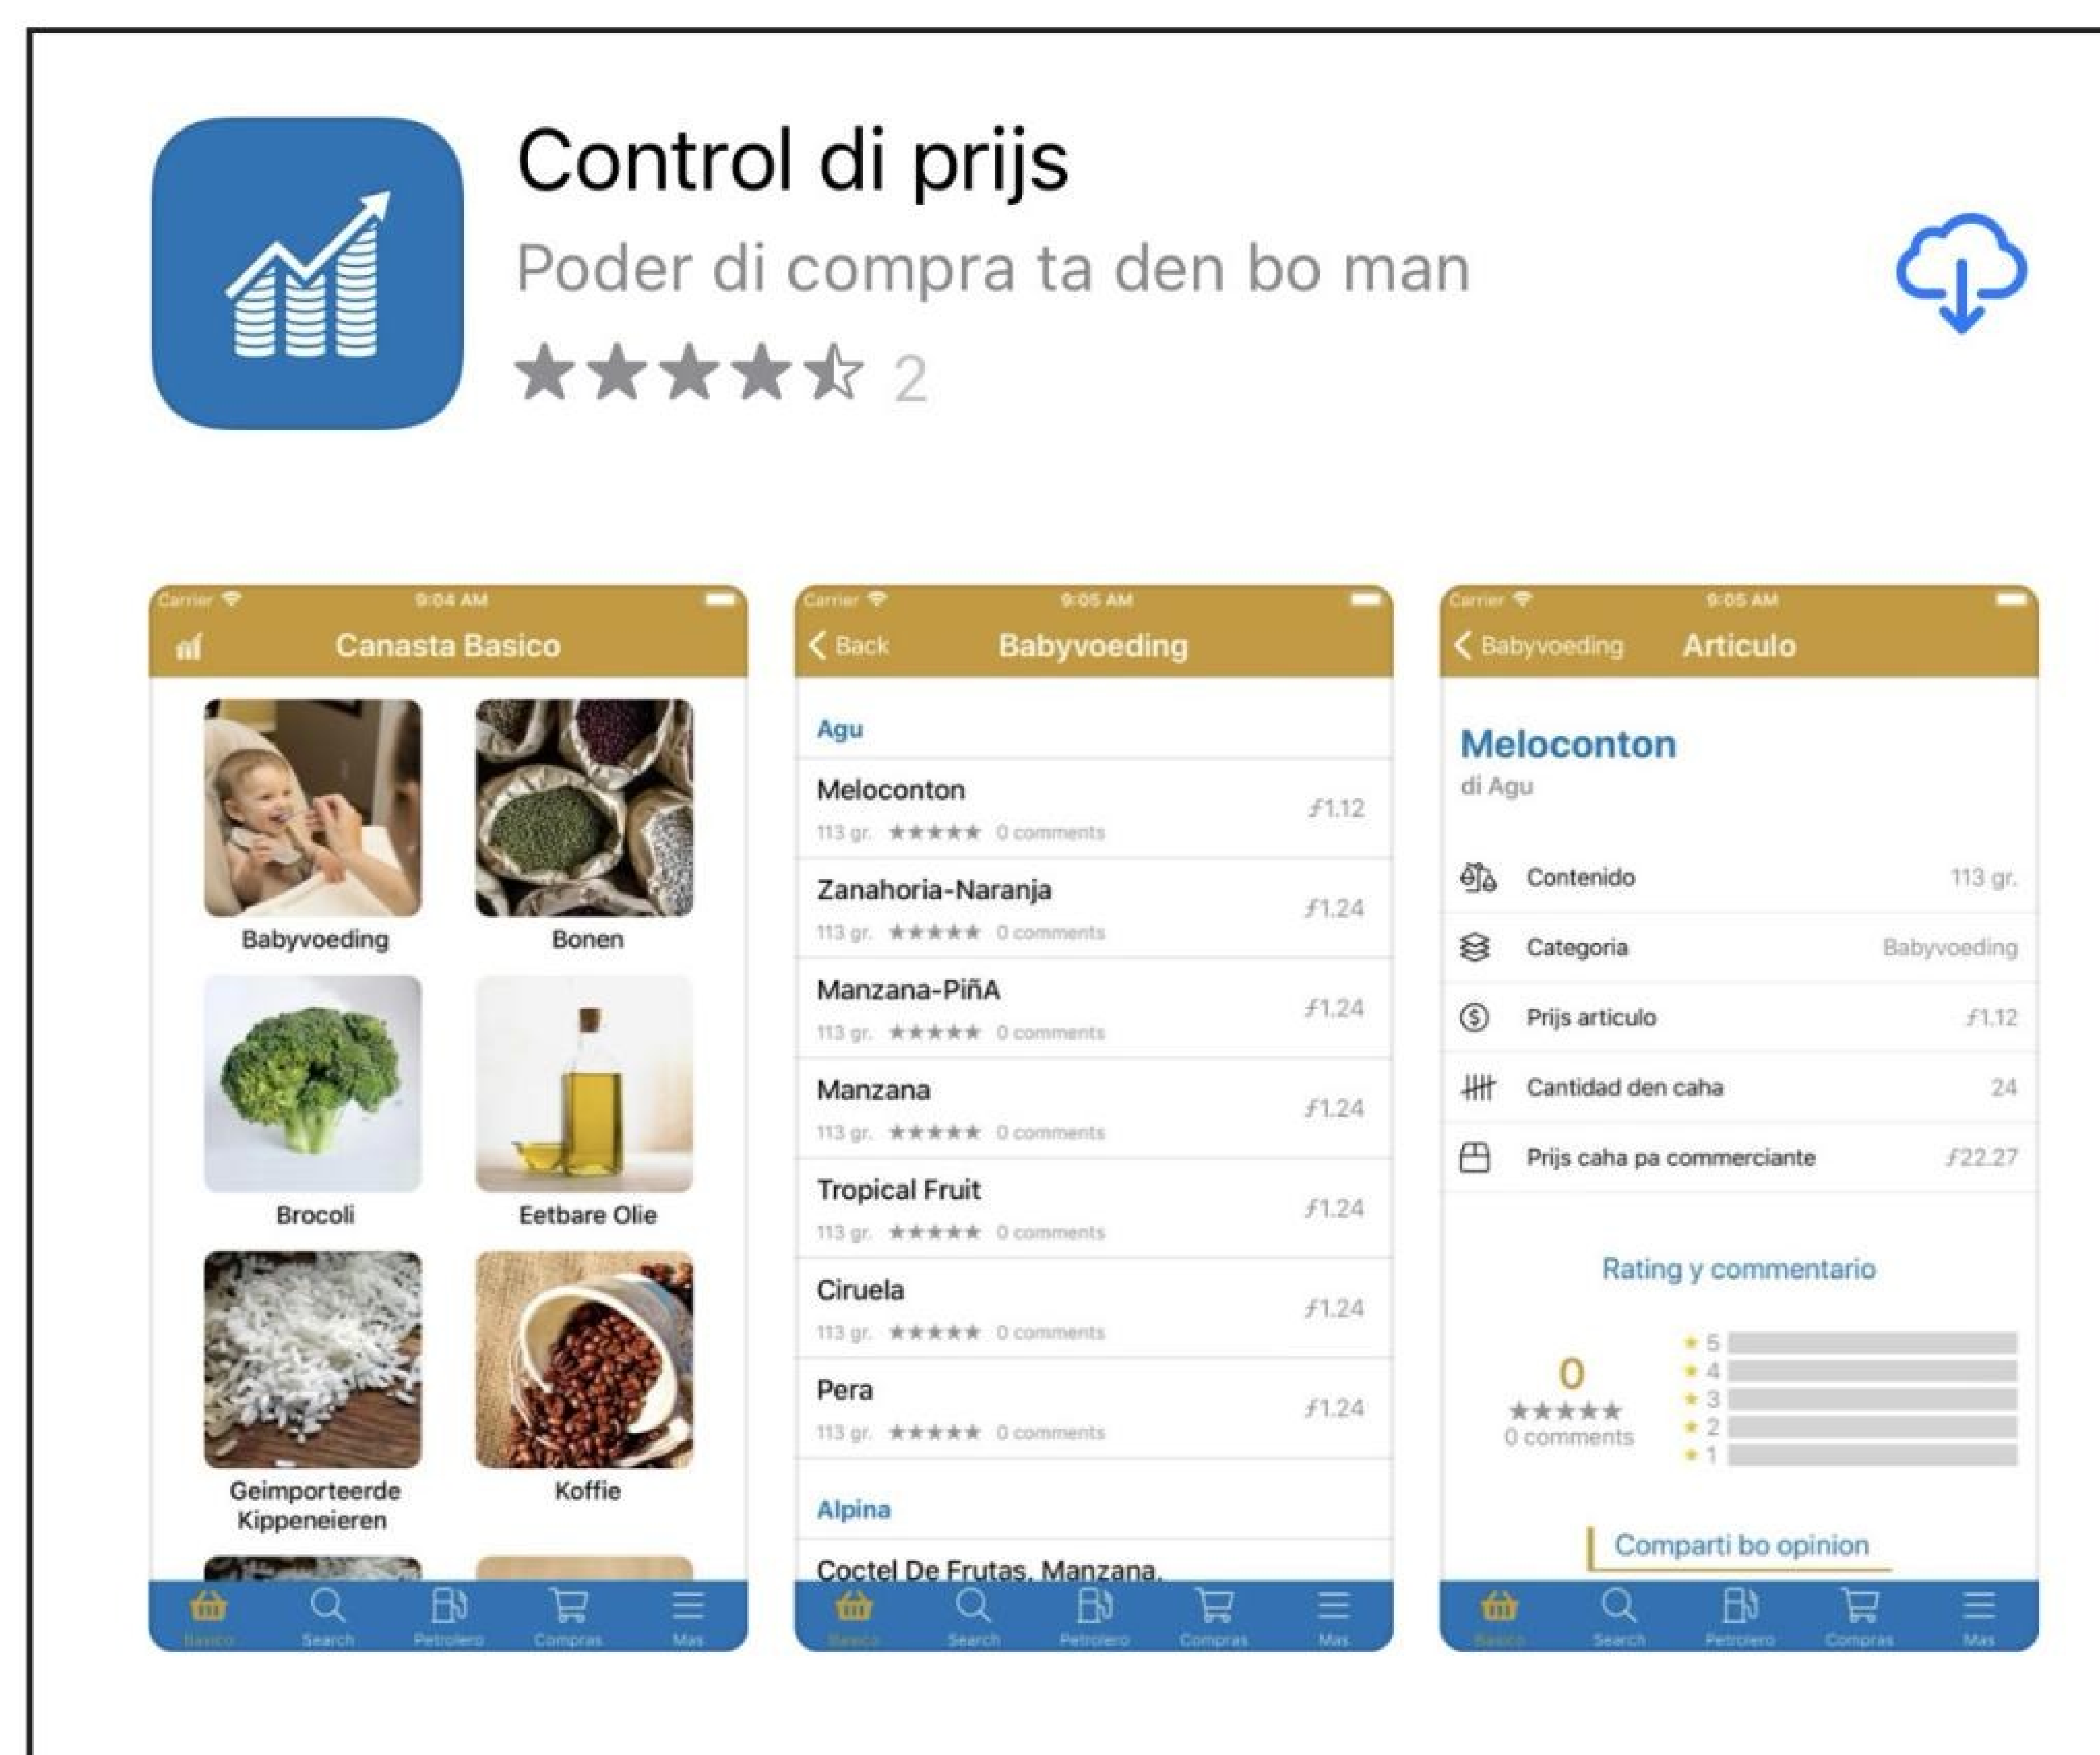 Control di prijs
Poder di compra ta den bo man
2
Carrier 9:04 AM
Canasta Basico
Babyvoeding Bonen
Brocoli Eetbare Olie
Geimporteerde Kippeneieren Koffie
Basico Search Petrolero Compras Mas
Carrier 9:05 AM
Back Babyvoeding
Agu
Meloconton
113 gr. ★★★★★ 0 comments
ƒ1.12
Zanahoria-Naranja
113 gr. ★★★★★ 0 comments
ƒ1.24
Manzana-PiñA
113 gr. ★★★★★ 0 comments
ƒ1.24
Manzana
113 gr. ★★★★★ 0 comments
ƒ1.24
Tropical Fruit
113 gr. ★★★★★ 0 comments
ƒ1.24
Ciruela
113 gr. ★★★★★ 0 comments
ƒ1.24
Pera
113 gr. ★★★★★ 0 comments
ƒ1.24
Alpina
Coctel De Frutas, Manzana,
Basico Search Petrolero Compras Mas
Carrier 9:05 AM
Babyvoeding Articulo
Meloconton
di Agu
Contenido 113 gr.
Categoria Babyvoeding
Prijs articulo ƒ1.12
Cantidad den caha 24
Prijs caha pa commerciante ƒ22.27
Rating y commentario
0
★★★★★
0 comments
★ 5
★ 4
★ 3
★ 2
★ 1
Comparti bo opinion
Basico Search Petrolero Compras Mas